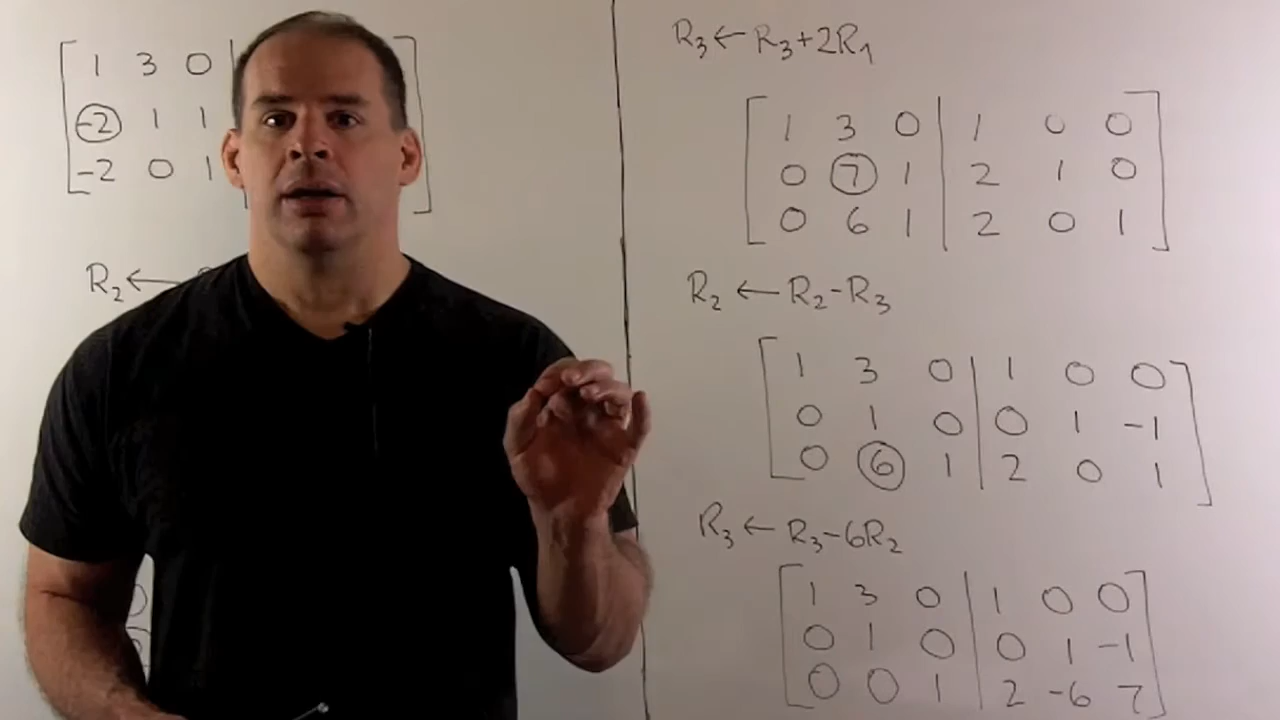 1 3 0
-2 1 1
-2 0 1
R₂ ←
R₃ ← R₃+2R₁
1 3 0 | 1 0 0
0 7 1 | 2 1 0
0 6 1 | 2 0 1
R₂ ← R₂-R₃
1 3 0 | 1 0 0
0 1 0 | 0 1 -1
0 6 1 | 2 0 1
R₃ ← R₃-6R₂
1 3 0 | 1 0 0
0 1 0 | 0 1 -1
0 0 1 | 2 -6 7